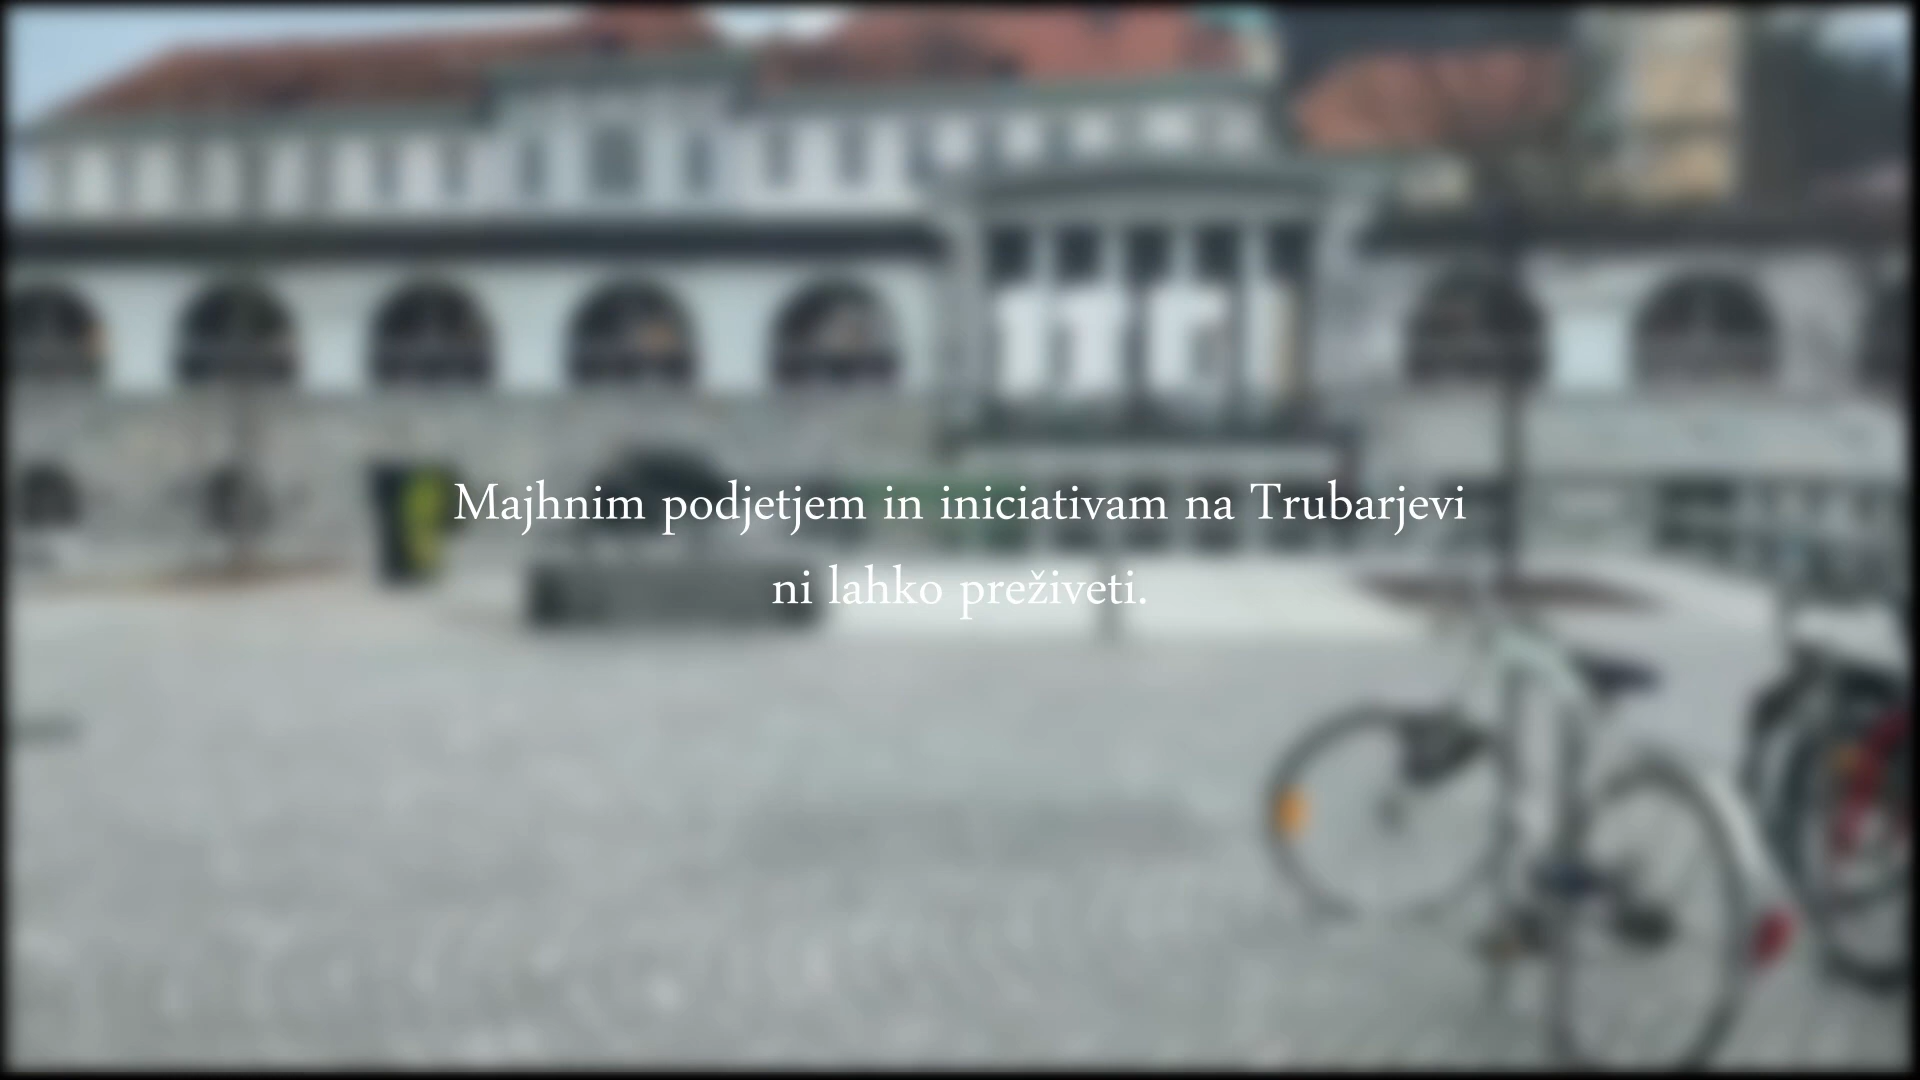 Majhnim podjetjem in iniciativam na Trubarjevi
ni lahko preživeti.